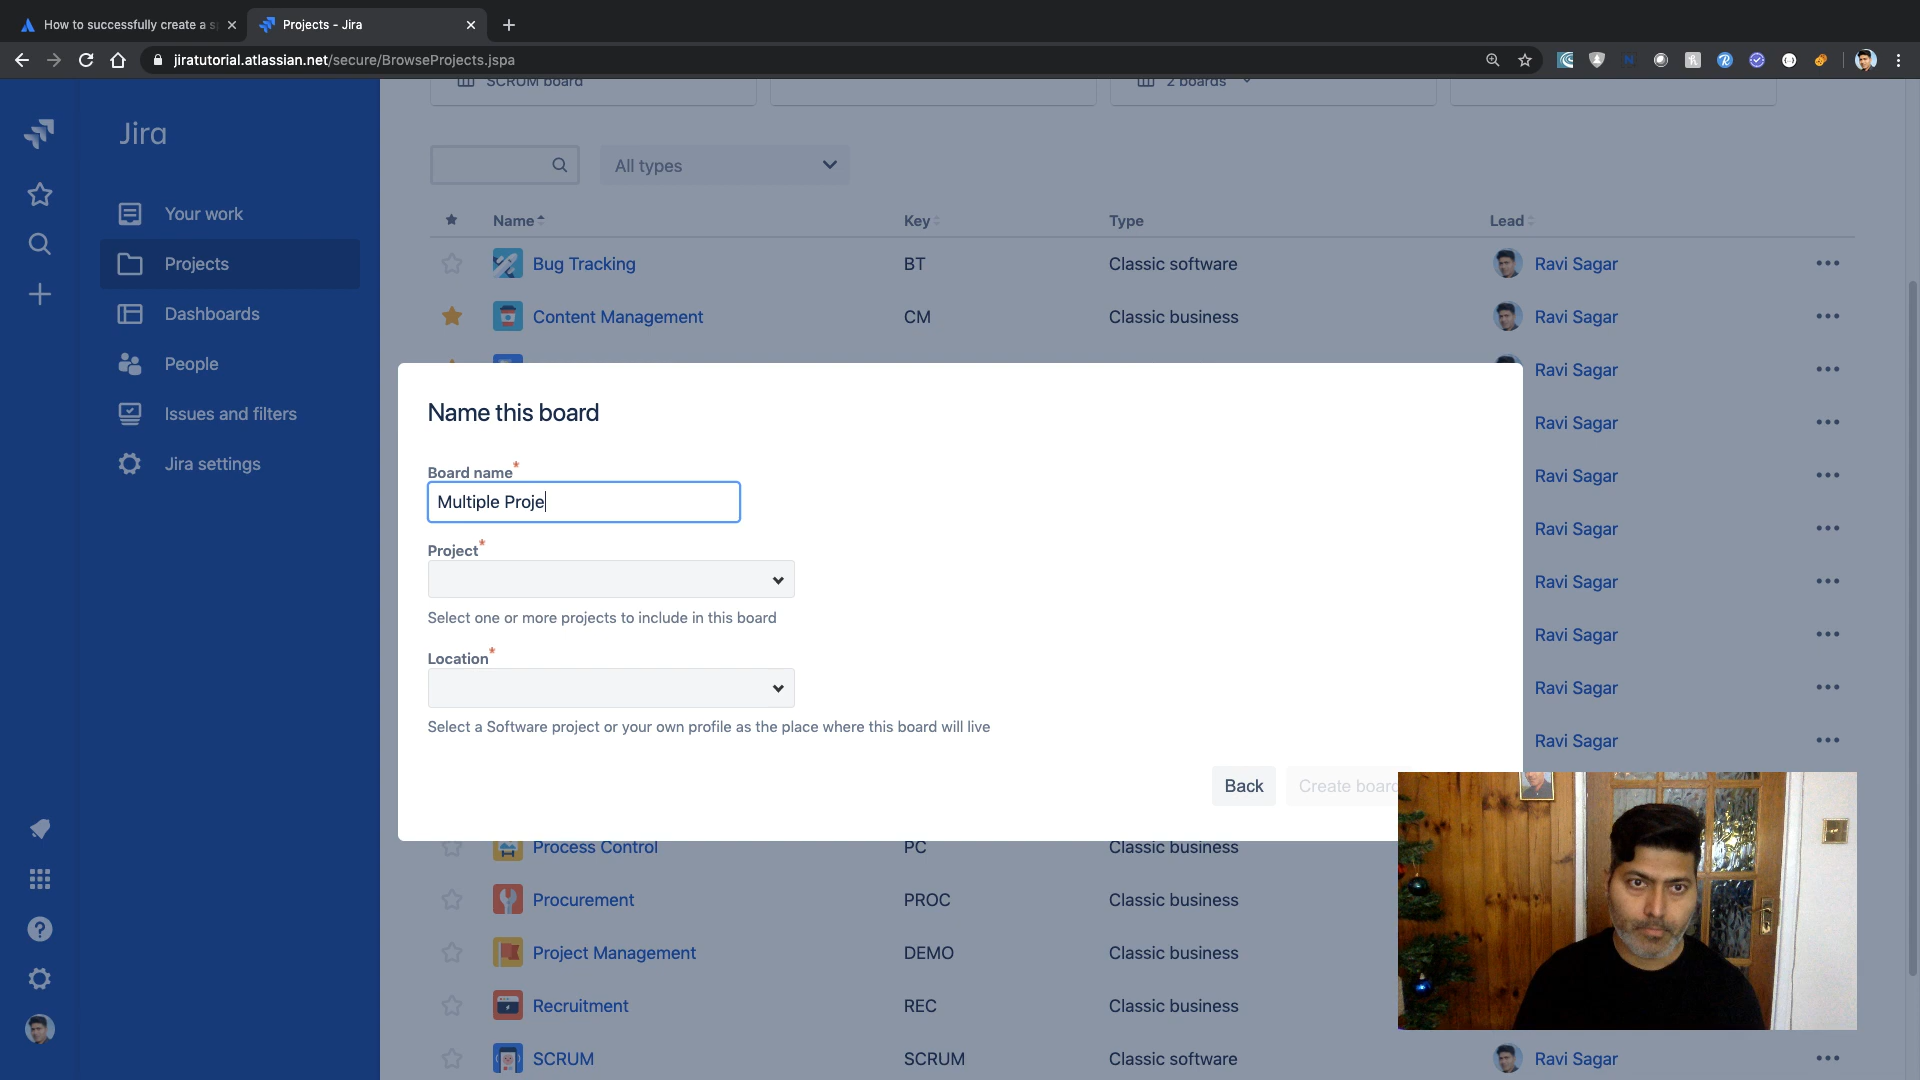 How to successfully create a s
Projects - Jira
jiratutorial.atlassian.net/secure/BrowseProjects.jspa
SCRUM board
2 boards
Jira
Your work
Projects
Dashboards
People
Issues and filters
Jira settings
All types
Name Key Type Lead
Bug Tracking BT Classic software Ravi Sagar
Content Management CM Classic business Ravi Sagar
Ravi Sagar
Ravi Sagar
Ravi Sagar
Ravi Sagar
Ravi Sagar
Ravi Sagar
Ravi Sagar
Ravi Sagar
Name this board
Board name*
Multiple Proje
Project*
Select one or more projects to include in this board
Location*
Select a Software project or your own profile as the place where this board will live
Back Create board
Process Control PC Classic business
Procurement PROC Classic business
Project Management DEMO Classic business
Recruitment REC Classic business
SCRUM SCRUM Classic software Ravi Sagar